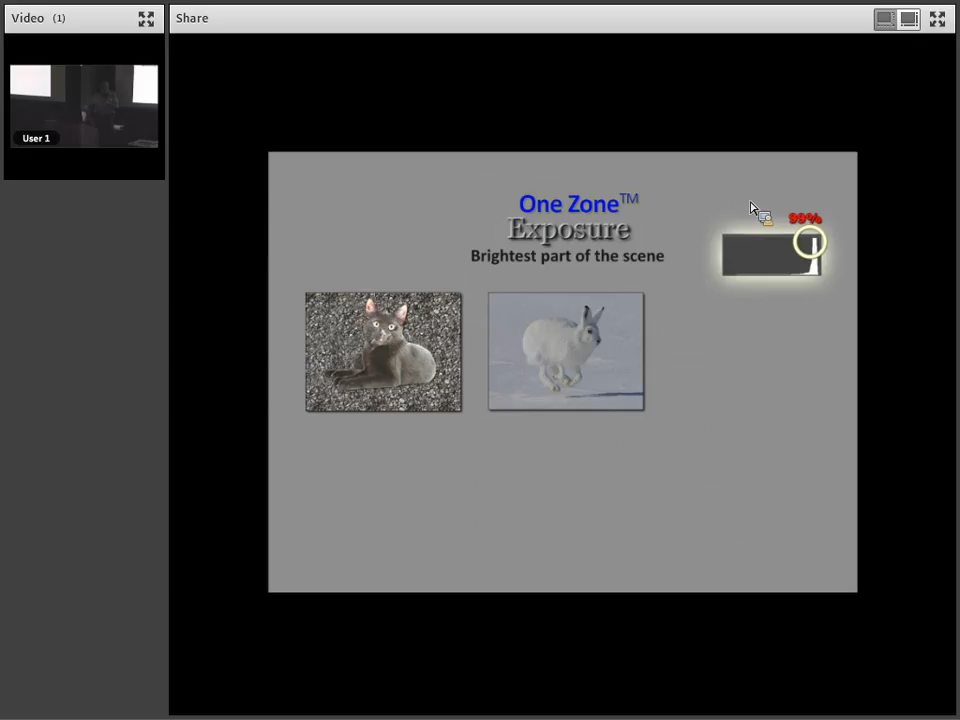 Video (1)
Share
User 1
One Zone™
Exposure
Brightest part of the scene
99%